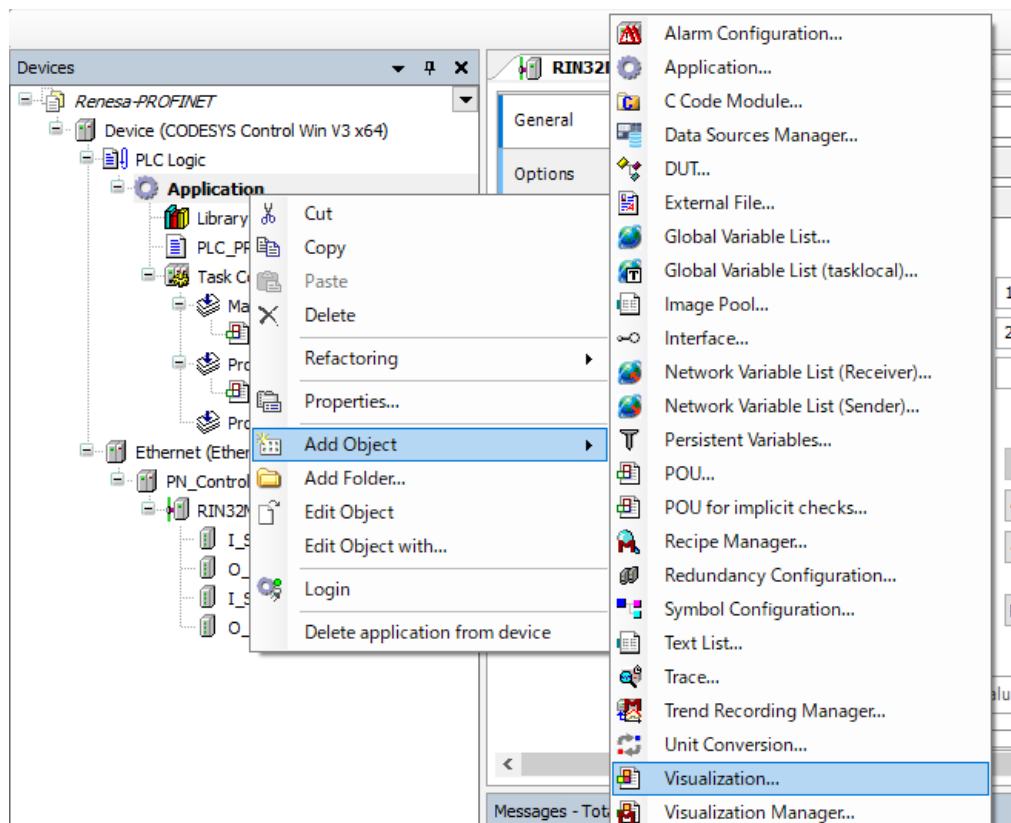 Devices
Renesa-PROFINET
Device (CODESYS Control Win V3 x64)
PLC Logic
Application
Library
PLC_PR
Task Co
Ma
Pro
Pro
Ethernet (Ether
PN_Control
RIN32M
I_S
O_
I_S
O_
Cut
Copy
Paste
Delete
Refactoring
Properties...
Add Object
Add Folder...
Edit Object
Edit Object with...
Login
Delete application from device
RIN32
General
Options
Messages - Tot
Alarm Configuration...
Application...
C Code Module...
Data Sources Manager...
DUT...
External File...
Global Variable List...
Global Variable List (tasklocal)...
Image Pool...
Interface...
Network Variable List (Receiver)...
Network Variable List (Sender)...
Persistent Variables...
POU...
POU for implicit checks...
Recipe Manager...
Redundancy Configuration...
Symbol Configuration...
Text List...
Trace...
Trend Recording Manager...
Unit Conversion...
Visualization...
Visualization Manager...
1
2
alu